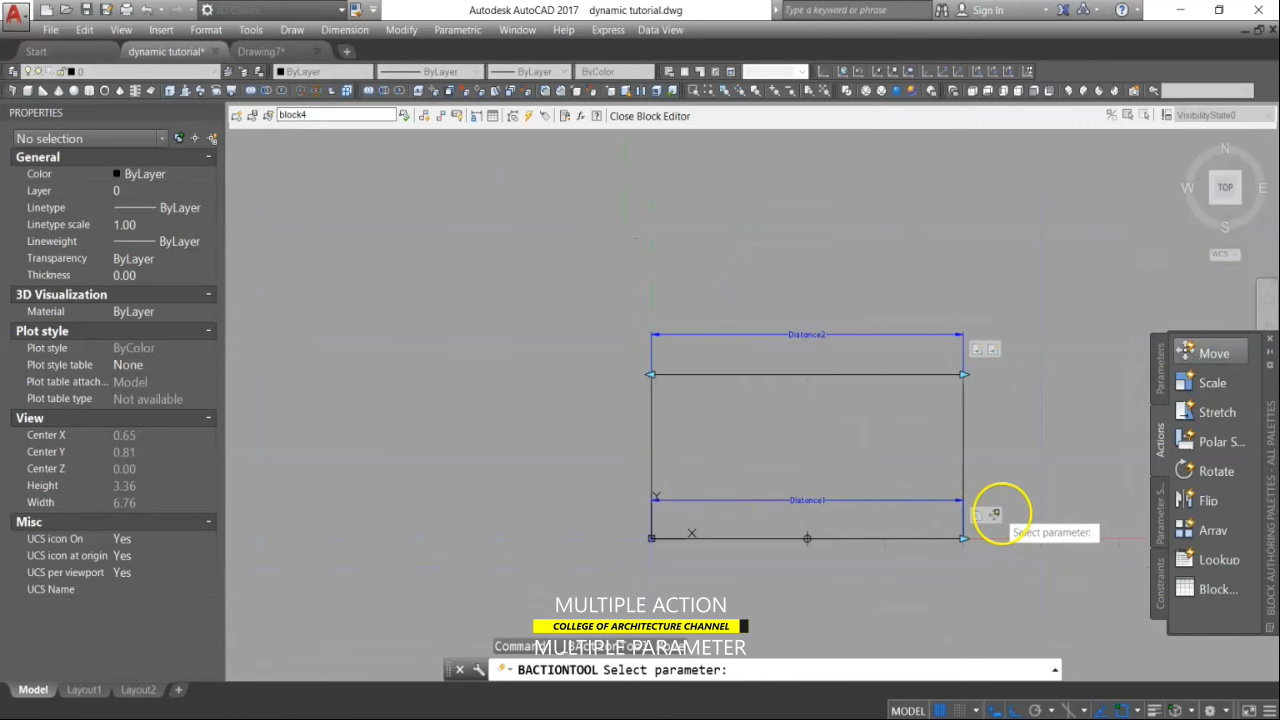 Autodesk AutoCAD 2017 dynamic tutorial.dwg
Type a keyword or phrase
Sign In
File Edit View Insert Format Tools Draw Dimension Modify Parametric Window Help Express Data View
Start
dynamic tutorial*
Drawing7*
0
ByLayer
ByLayer
ByLayer
ByColor
PROPERTIES
block4
Close Block Editor
VisibilityState0
No selection
General
Color ByLayer
Layer 0
Linetype ByLayer
Linetype scale 1.00
Lineweight ByLayer
Transparency ByLayer
Thickness 0.00
3D Visualization
Material ByLayer
Plot style
Plot style ByColor
Plot style table None
Plot table attach... Model
Plot table type Not available
View
Center X 0.65
Center Y 0.81
Center Z 0.00
Height 3.36
Width 6.76
Misc
UCS icon On Yes
UCS icon at origin Yes
UCS per viewport Yes
UCS Name
N
W TOP E
S
WCS
Distance2
Distance1
Y
X
Select parameter:
Parameters
Actions
Parameter S...
Constraints
Move
Scale
Stretch
Polar S...
Rotate
Flip
Array
Lookup
Block...
BLOCK AUTHORING PALETTES - ALL PALETTES
MULTIPLE ACTION
COLLEGE OF ARCHITECTURE CHANNEL
MULTIPLE PARAMETER
BACTIONTOOL Select parameter:
Model Layout1 Layout2 +
MODEL